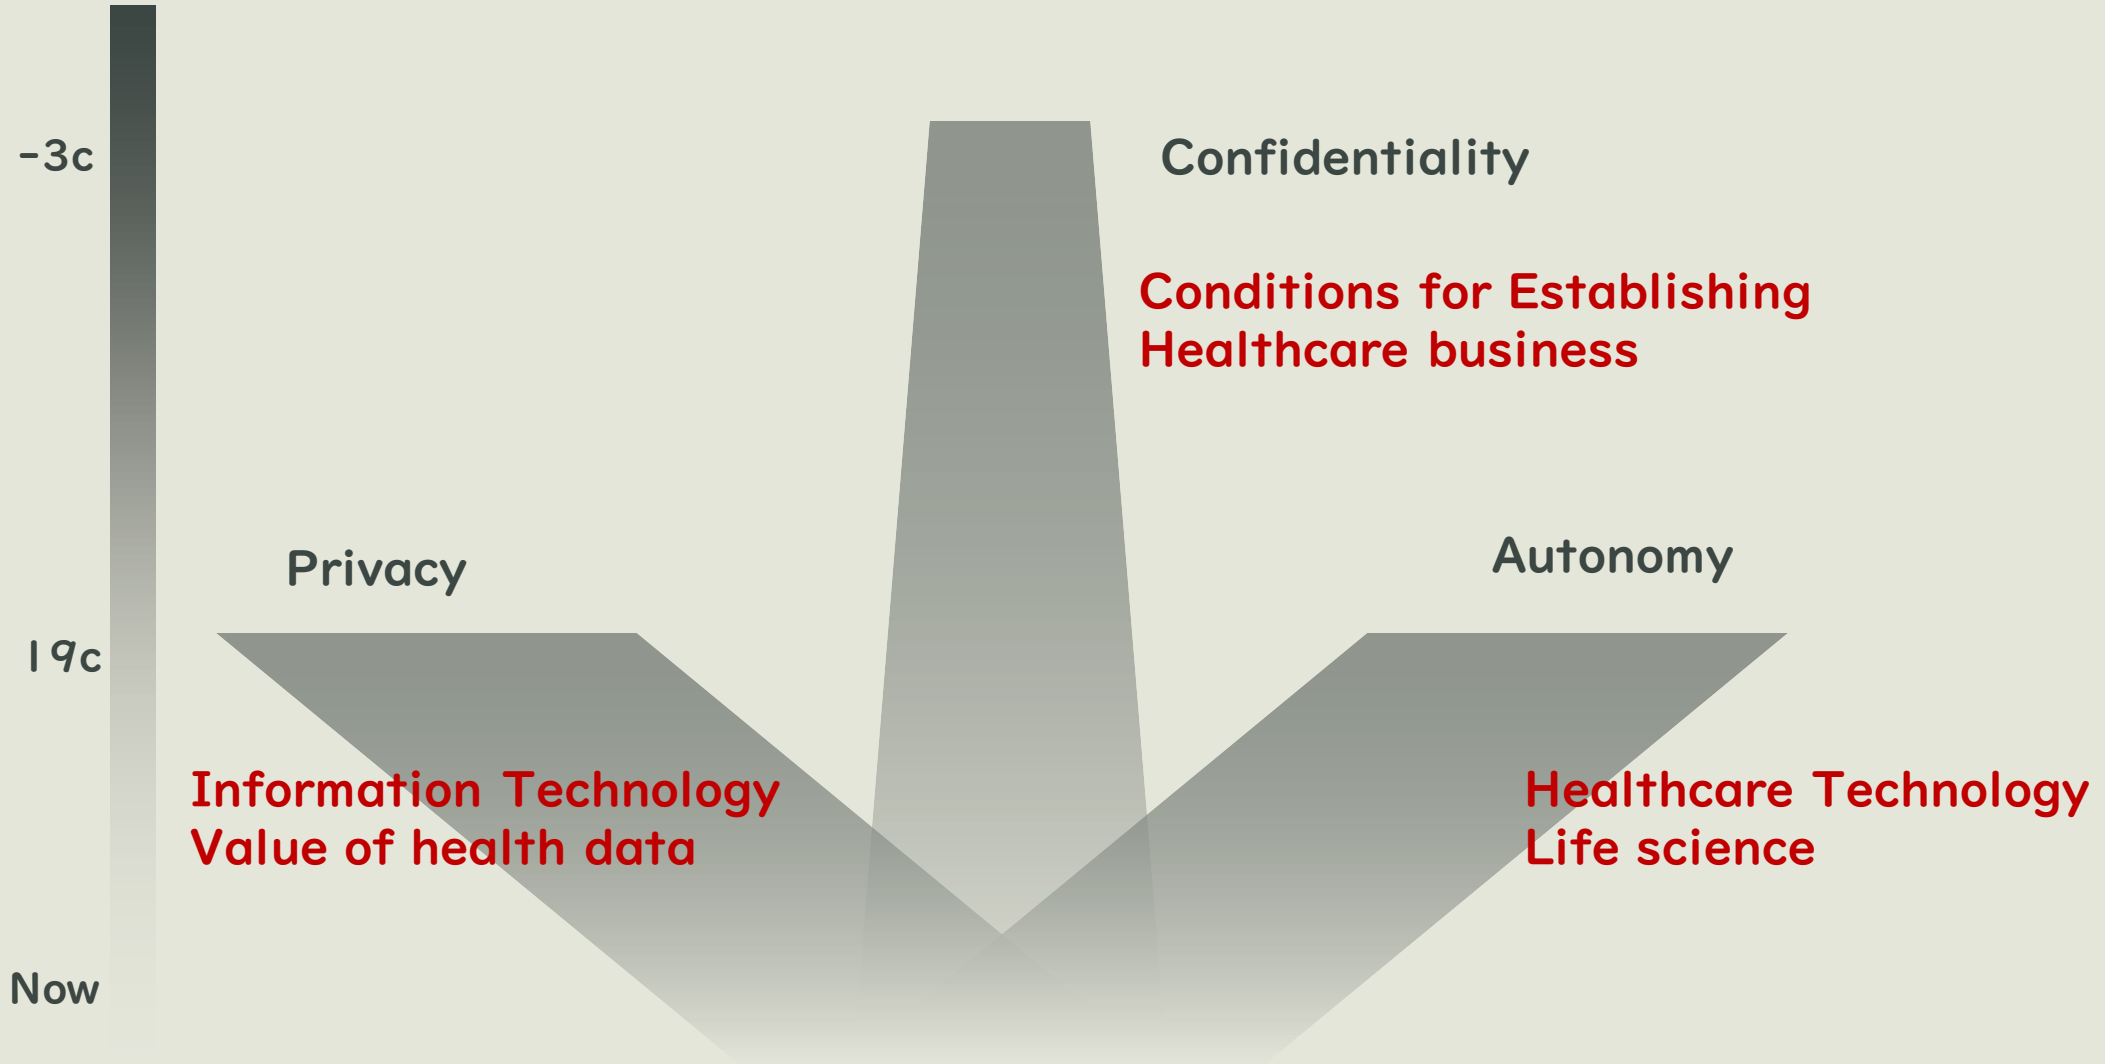 -3c
Confidentiality
Conditions for Establishing
Healthcare business
Privacy
Autonomy
19c
Information Technology
Value of health data
Healthcare Technology
Life science
Now